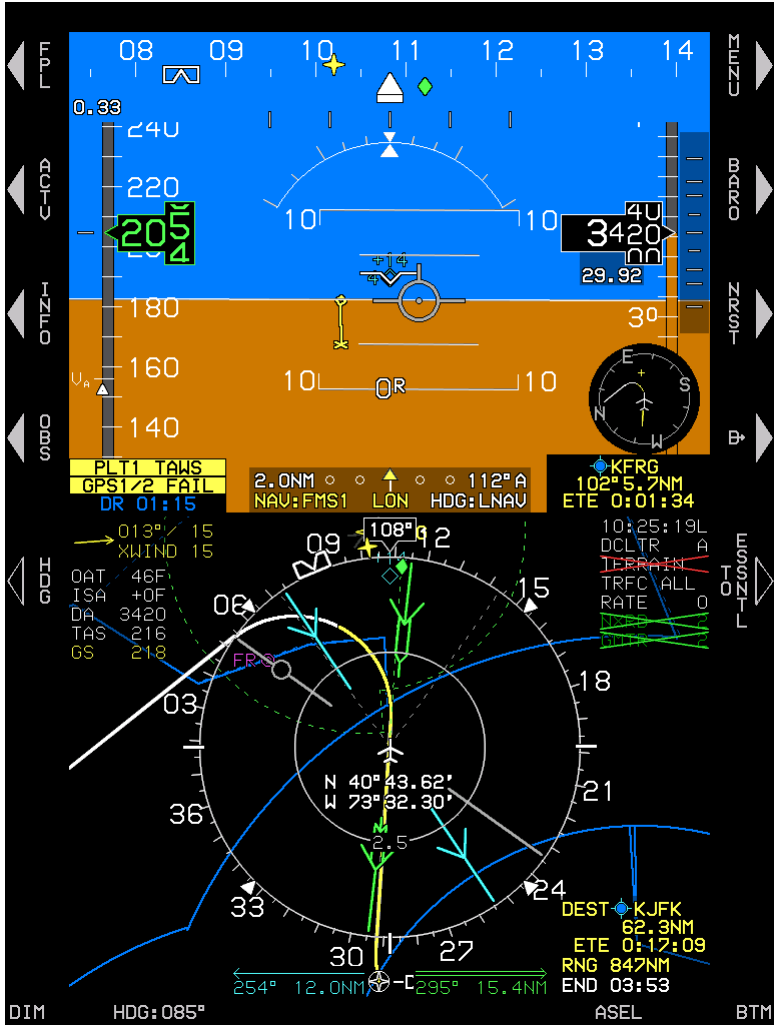 FPL
MENU
08 09 10 11 13 14
0.33
240
220
205
4
200
180
160
140
VA
ACTV
BARO
INFO
NRST
OBS
10 10
+14
4
10 0R 10
40
3420
00
29.92
30
E
S
N
W
PLT1 TAWS
GPS1/2 FAIL
DR 01:15
2.0NM 112°A
NAV:FMS1 LON HDG:LNAV
KFRG
102°5.7NM
ETE 0:01:34
HDG
ESSNTL
TO
013°/ 15
XWIND 15
OAT 46F
ISA +0F
DA 3420
TAS 216
GS 218
10:25:19L
DCLTR A
TERRAIN
TRFC ALL
RATE 0
108°
09 12
06 15
03 18
36 21
33 24
30 27
FR
N 40°43.62'
W 73°32.30'
2.5
DEST KJFK
62.3NM
ETE 0:17:09
RNG 847NM
END 03:53
254° 12.0NM
295° 15.4NM
DIM HDG:085° ASEL BTM